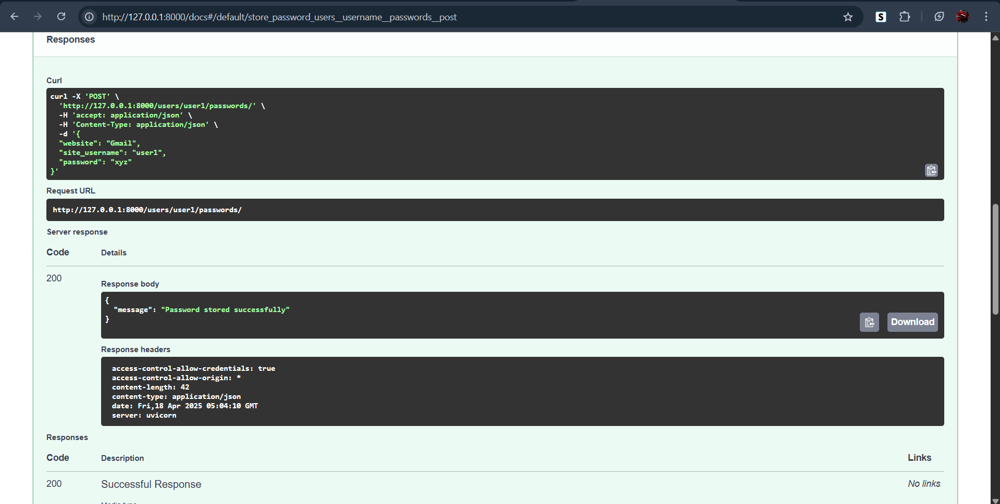 http://127.0.0.1:8000/docs#/default/store_password_users__username__passwords__post
S
Responses
Curl
curl -X 'POST' \
  'http://127.0.0.1:8000/users/user1/passwords/' \
  -H 'accept: application/json' \
  -H 'Content-Type: application/json' \
  -d '{
  "website": "Gmail",
  "site_username": "user1",
  "password": "xyz"
}'
Request URL
http://127.0.0.1:8000/users/user1/passwords/
Server response
Code Details
200
Response body
{
  "message": "Password stored successfully"
}
Download
Response headers
access-control-allow-credentials: true
access-control-allow-origin: *
content-length: 42
content-type: application/json
date: Fri,18 Apr 2025 05:04:10 GMT
server: uvicorn
Responses
Code Description Links
200 Successful Response No links